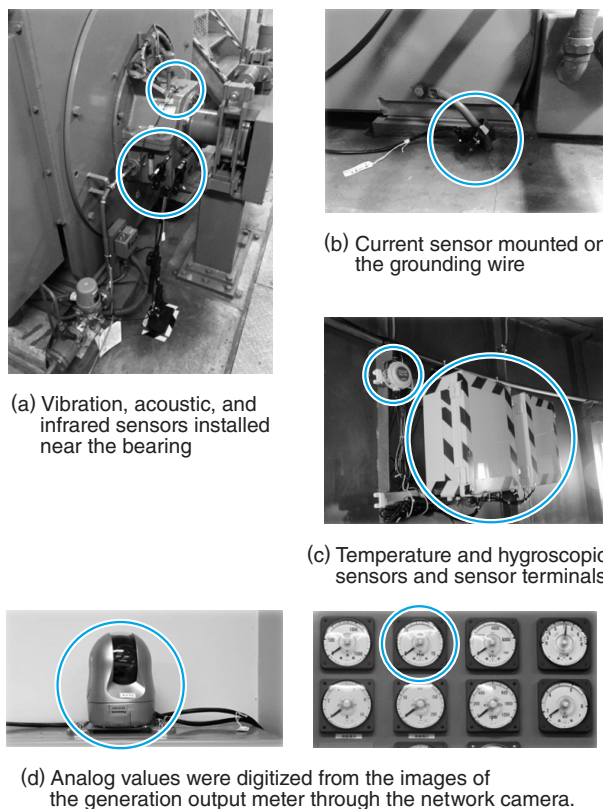 (a) Vibration, acoustic, and
infrared sensors installed
near the bearing
(b) Current sensor mounted on
the grounding wire
(c) Temperature and hygroscopic
sensors and sensor terminals
(d) Analog values were digitized from the images of
the generation output meter through the network camera.